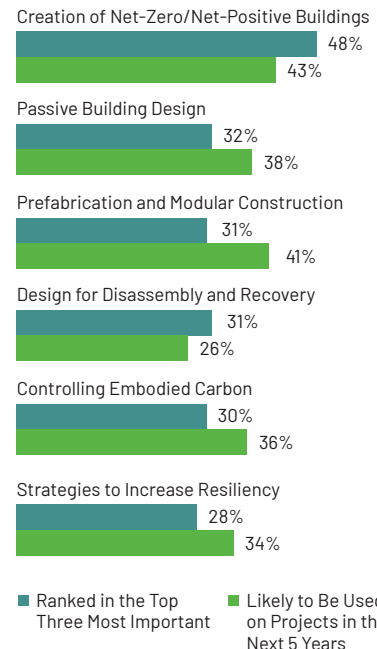 Creation of Net-Zero/Net-Positive Buildings
48%
43%
Passive Building Design
32%
38%
Prefabrication and Modular Construction
31%
41%
Design for Disassembly and Recovery
31%
26%
Controlling Embodied Carbon
30%
36%
Strategies to Increase Resiliency
28%
34%
Ranked in the Top
Three Most Important
Likely to Be Used
on Projects in th
Next 5 Years